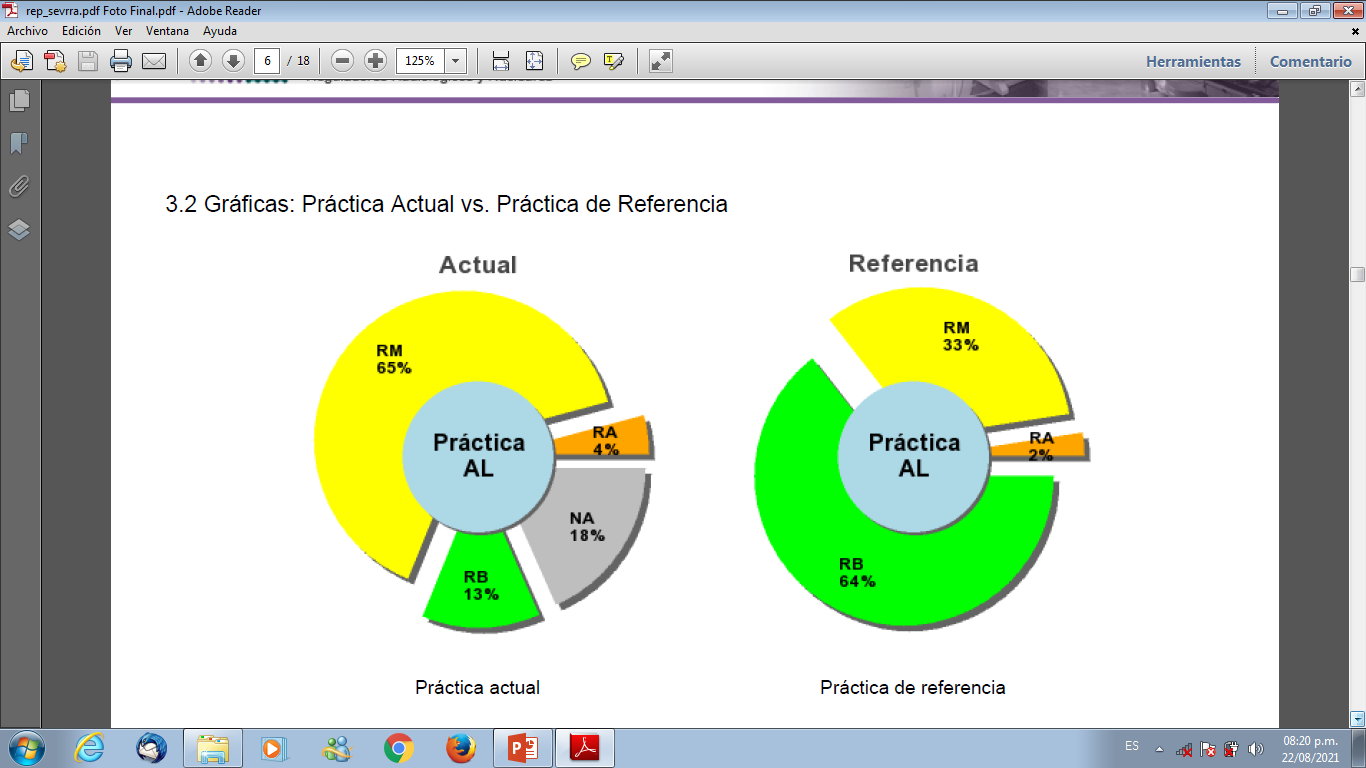 rep_sevrra.pdf Foto Final.pdf - Adobe Reader
Archivo Edición Ver Ventana Ayuda
6 / 18
125%
Herramientas Comentario
3.2 Gráficas: Práctica Actual vs. Práctica de Referencia
Actual
RM
65%
RA
4%
Práctica
AL
NA
18%
RB
13%
Referencia
RM
33%
RA
2%
Práctica
AL
RB
64%
Práctica actual
Práctica de referencia
ES
08:20 p.m.
22/08/2021